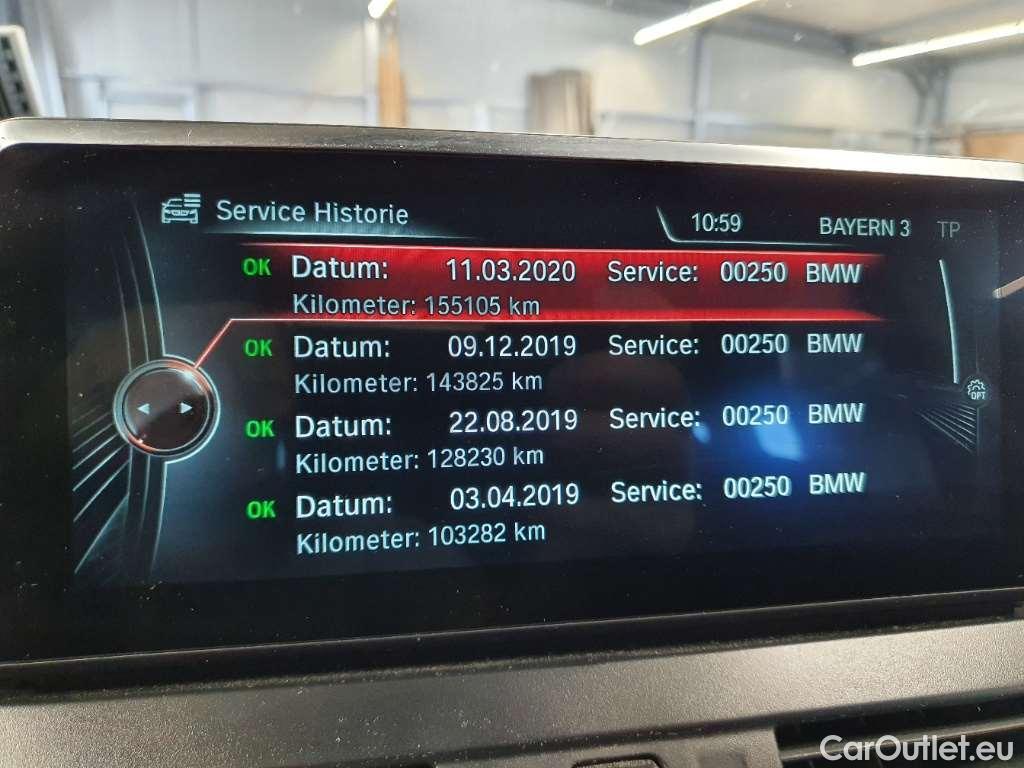 Service Historie 10:59 BAYERN 3 TP
OK Datum: 11.03.2020 Service: 00250 BMW
Kilometer: 155105 km
OK Datum: 09.12.2019 Service: 00250 BMW
Kilometer: 143825 km
OPT
OK Datum: 22.08.2019 Service: 00250 BMW
Kilometer: 128230 km
OK Datum: 03.04.2019 Service: 00250 BMW
Kilometer: 103282 km
CarOutlet.eu